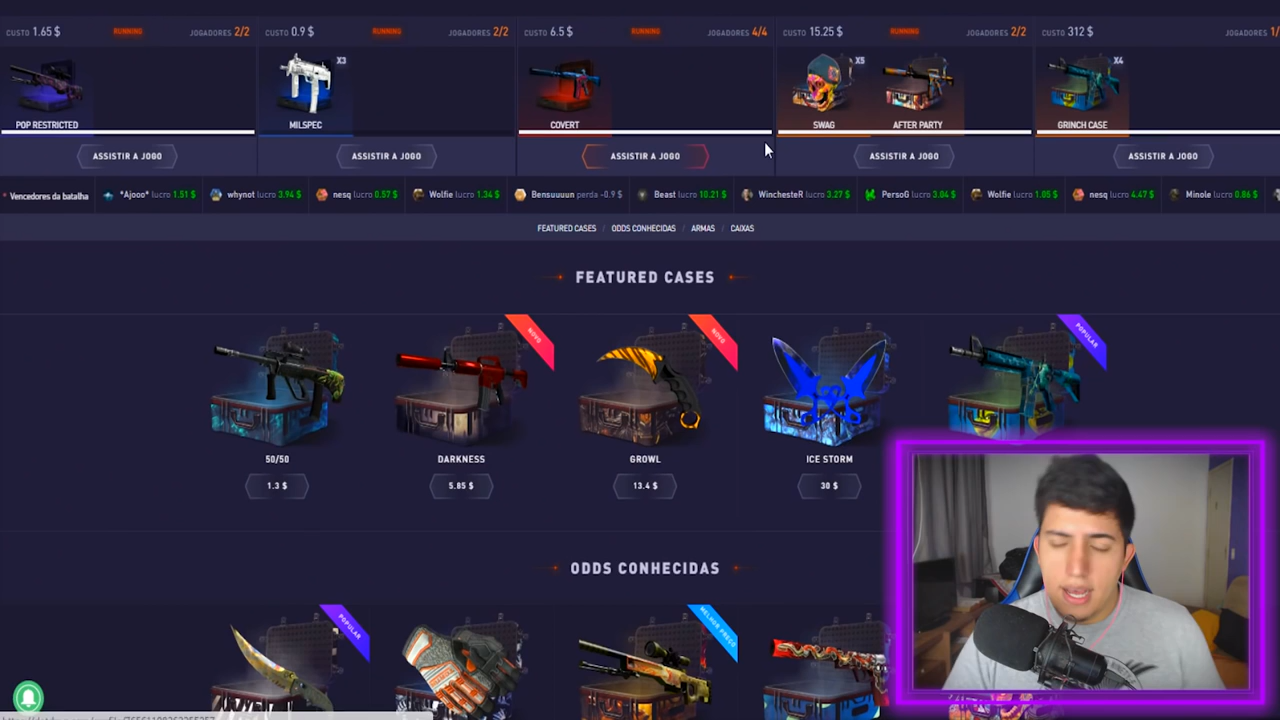 CUSTO 1.65 $ RUNNING JOGADORES 2/2 CUSTO 0.9 $ RUNNING JOGADORES 2/2 CUSTO 6.5 $ RUNNING JOGADORES 4/4 CUSTO 15.25 $ RUNNING JOGADORES 2/2 CUSTO 312 $ JOGADORES 1/
X3 X5 X4
POP RESTRICTED MILSPEC COVERT SWAG AFTER PARTY GRINCH CASE
ASSISTIR A JOGO ASSISTIR A JOGO ASSISTIR A JOGO ASSISTIR A JOGO ASSISTIR A JOGO
Vencedores da batalha *Ajooo* lucro 1.51 $ whynot lucro 3.94 $ nesq lucro 0.57 $ Wolfie lucro 1.34 $ Bensuuuun perda -0.9 $ Beast lucro 10.21 $ WinchesteR lucro 3.27 $ PersoG lucro 3.04 $ Wolfie lucro 1.05 $ nesq lucro 4.47 $ Minole lucro 0.86 $
FEATURED CASES / ODDS CONHECIDAS / ARMAS / CAIXAS
FEATURED CASES
NOVO NOVO POPULAR
50/50 DARKNESS GROWL ICE STORM
1.3 $ 5.85 $ 13.4 $ 30 $
ODDS CONHECIDAS
POPULAR MELHOR PREÇO